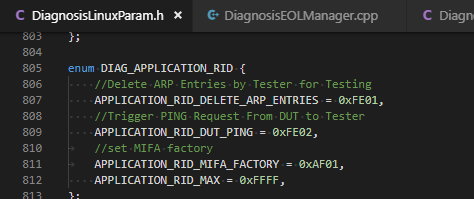 DiagnosisLinuxParam.h × DiagnosisEOLManager.cpp Diagno
803 };
804
805 enum DIAG_APPLICATION_RID {
806 //Delete ARP Entries by Tester for Testing
807 APPLICATION_RID_DELETE_ARP_ENTRIES = 0xFE01,
808 //Trigger PING Request From DUT to Tester
809 APPLICATION_RID_DUT_PING = 0xFE02,
810 //set MIFA factory
811 APPLICATION_RID_MIFA_FACTORY = 0xAF01,
812 APPLICATION_RID_MAX = 0xFFFF,
813 };